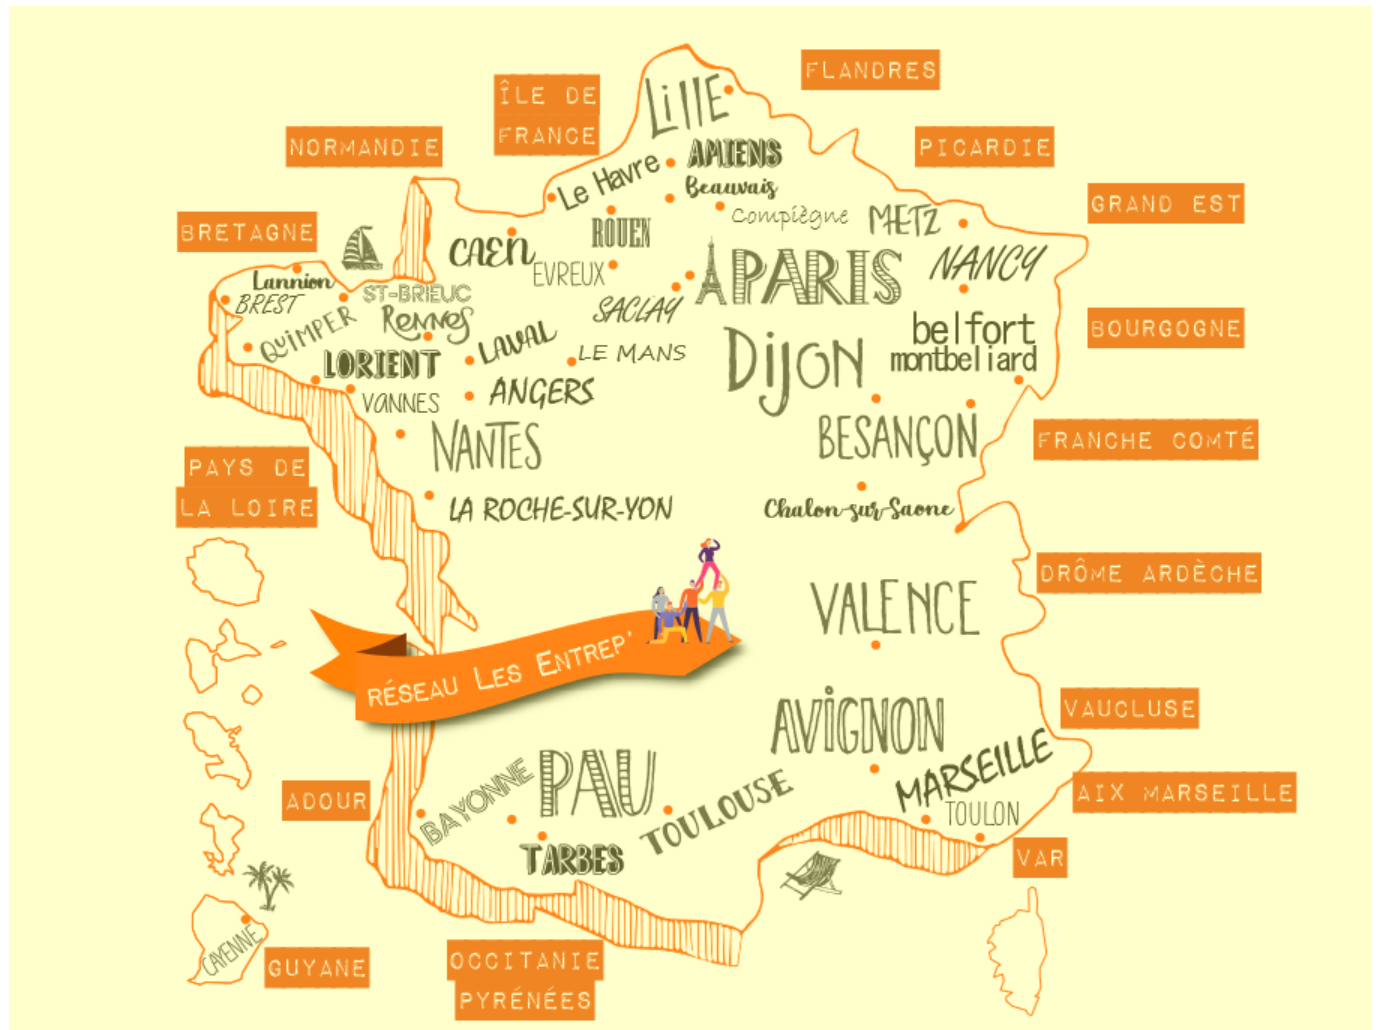 FLANDRES
ÎLE DE
FRANCE
NORMANDIE
PICARDIE
GRAND EST
BRETAGNE
LILLE
AMIENS
Le Havre
Beauvais
Compiègne
METZ
ROUEN
CAEN
EVREUX
PARIS
NANCY
Lannion
BREST
ST-BRIEUC
QUIMPER
RENNES
SACLAY
LAVAL
LE MANS
LORIENT
VANNES
ANGERS
DIJON
belfort
montbeliard
BOURGOGNE
NANTES
BESANÇON
FRANCHE COMTÉ
PAYS DE
LA LOIRE
LA ROCHE-SUR-YON
Chalon-sur-Saone
DRÔME ARDÈCHE
VALENCE
RÉSEAU LES ENTREP'
VAUCLUSE
AVIGNON
MARSEILLE
TOULON
AIX MARSEILLE
ADOUR
BAYONNE
PAU
TOULOUSE
TARBES
VAR
CAYENNE
GUYANE
OCCITANIE
PYRÉNÉES